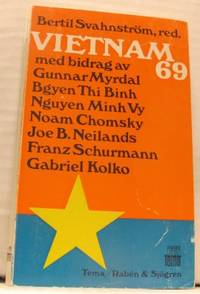 Bertil Svahnström, red.
VIETNAM
69
med bidrag av
Gunnar Myrdal
Bgyen Thi Binh
Nguyen Minh Vy
Noam Chomsky
Joe B. Neilands
Franz Schurmann
Gabriel Kolko
Tema / Rabén & Sjögren